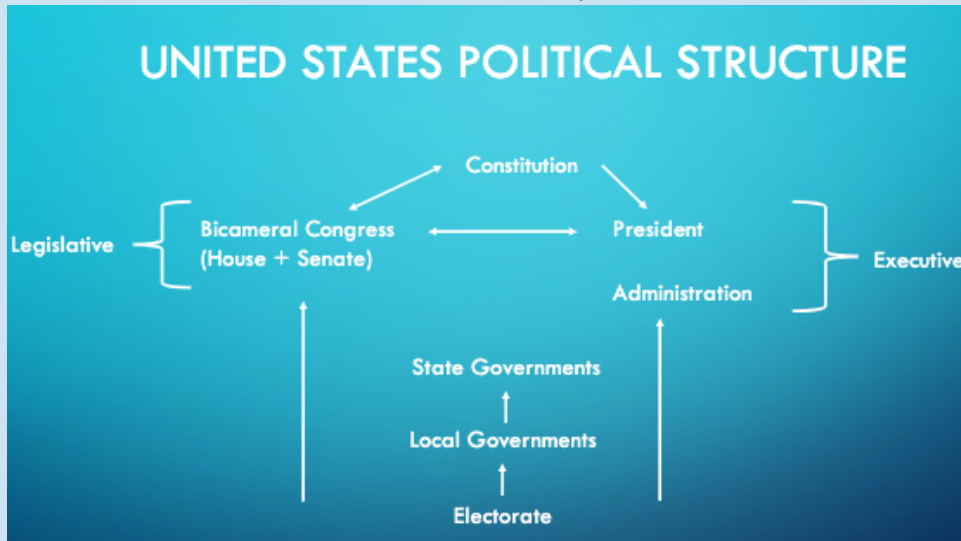 UNITED STATES POLITICAL STRUCTURE
Constitution
Legislative
Bicameral Congress
(House + Senate)
President
Administration
Executive
State Governments
Local Governments
Electorate